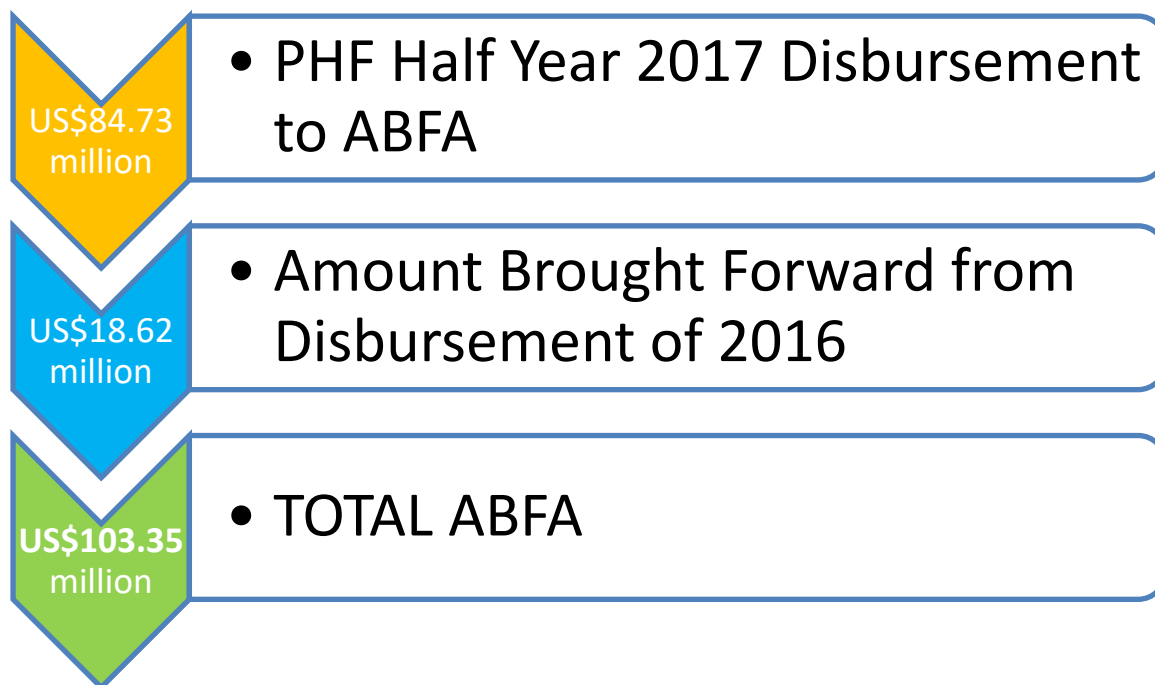 US$84.73
million
• PHF Half Year 2017 Disbursement
to ABFA
US$18.62
million
• Amount Brought Forward from
Disbursement of 2016
US$103.35
million
• TOTAL ABFA